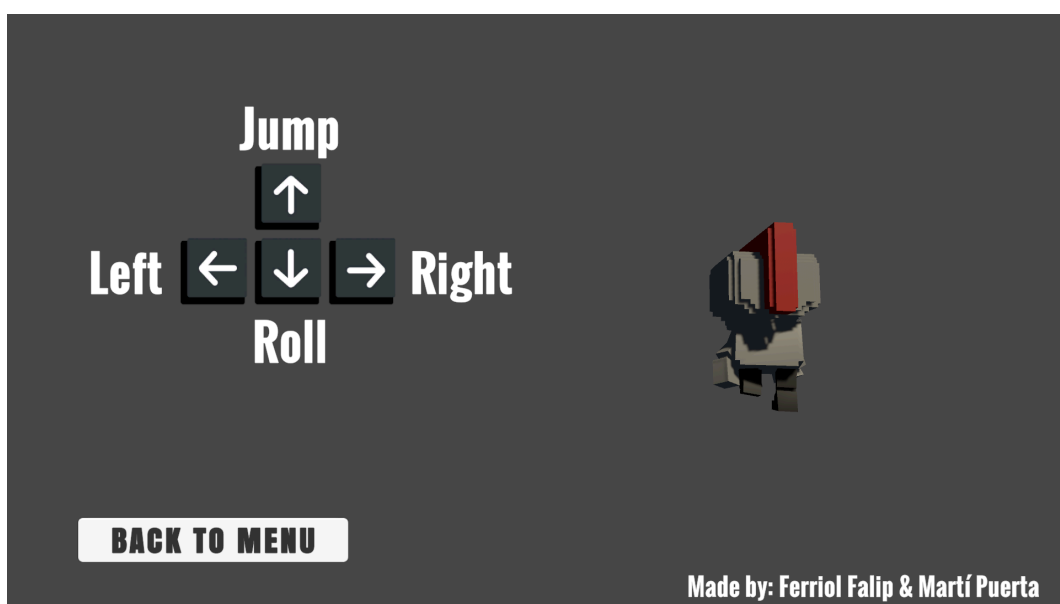 Jump
Left
Right
Roll
BACK TO MENU
Made by: Ferriol Falip & Martí Puerta